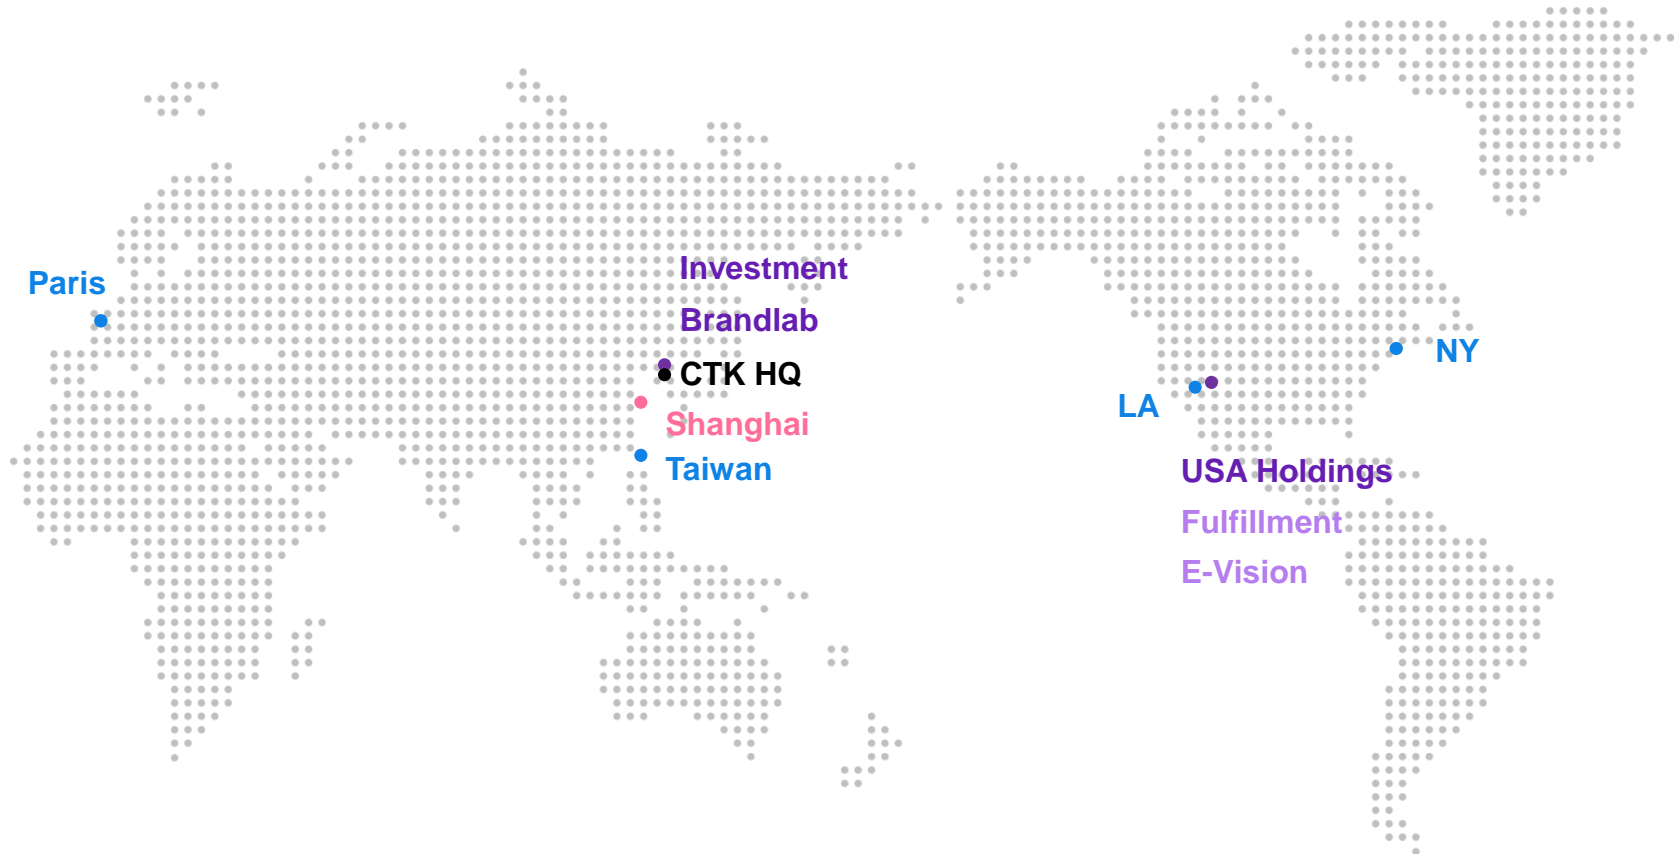 Investment
Paris
Brandlab
NY
CTK HQ
LA
Shanghai
Taiwan
USA Holdings
Fulfillment
E-Vision